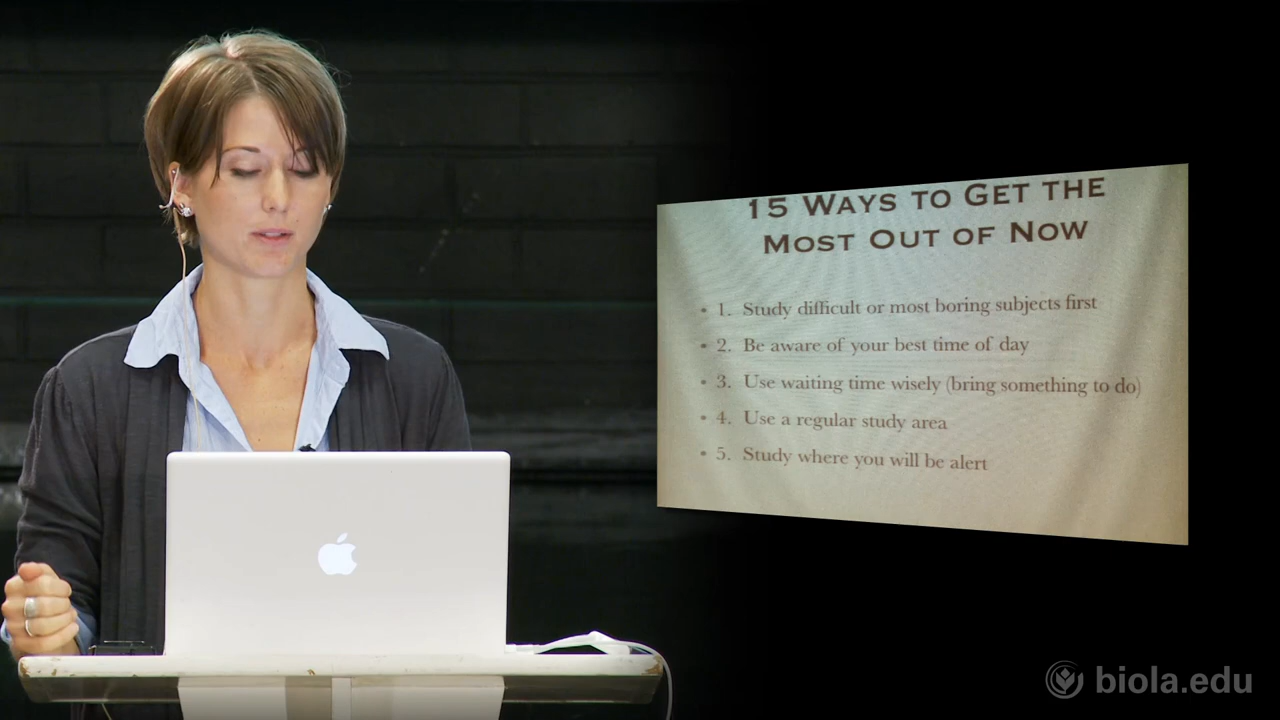 15 Ways to Get the
Most Out of Now
• 1. Study difficult or most boring subjects first
• 2. Be aware of your best time of day
• 3. Use waiting time wisely (bring something to do)
• 4. Use a regular study area
• 5. Study where you will be alert
biola.edu